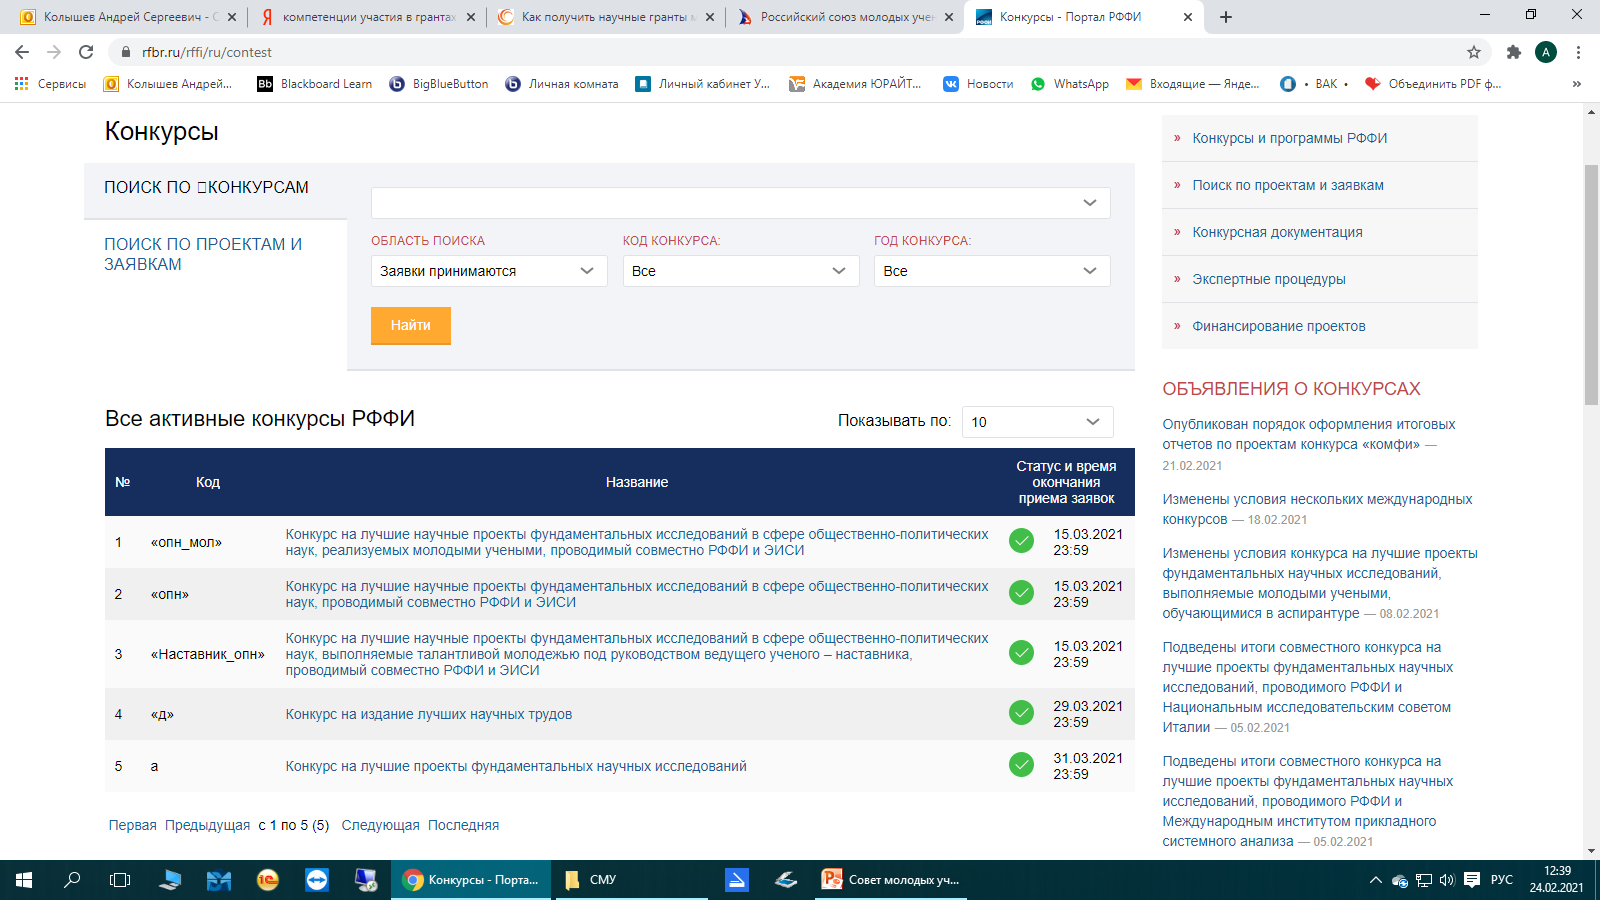 Колышев Андрей Сергеевич - С
компетенции участия в грантах
Как получить научные гранты м
Российский союз молодых учен
Конкурсы - Портал РФФИ
rfbr.ru/rffi/ru/contest
A
Сервисы
Колышев Андрей...
Bb Blackboard Learn
BigBlueButton
Личная комната
Личный кабинет У...
Академия ЮРАЙТ...
Новости
WhatsApp
Входящие — Янде...
• ВАК •
Объединить PDF ф...
»
Конкурсы
ПОИСК ПО КОНКУРСАМ
ПОИСК ПО ПРОЕКТАМ И
ЗАЯВКАМ
ОБЛАСТЬ ПОИСКА
КОД КОНКУРСА:
ГОД КОНКУРСА:
Заявки принимаются
Все
Все
Найти
Все активные конкурсы РФФИ
Показывать по:
10
№
Код
Название
Статус и время
окончания
приема заявок
1
«опн_мол»
Конкурс на лучшие научные проекты фундаментальных исследований в сфере общественно-политических
наук, реализуемых молодыми учеными, проводимый совместно РФФИ и ЭИСИ
15.03.2021
23:59
2
«опн»
Конкурс на лучшие научные проекты фундаментальных исследований в сфере общественно-политических
наук, проводимый совместно РФФИ и ЭИСИ
15.03.2021
23:59
3
«Наставник_опн»
Конкурс на лучшие научные проекты фундаментальных исследований в сфере общественно-политических
наук, выполняемые талантливой молодежью под руководством ведущего ученого – наставника,
проводимый совместно РФФИ и ЭИСИ
15.03.2021
23:59
4
«д»
Конкурс на издание лучших научных трудов
29.03.2021
23:59
5
а
Конкурс на лучшие проекты фундаментальных научных исследований
31.03.2021
23:59
Первая Предыдущая с 1 по 5 (5) Следующая Последняя
» Конкурсы и программы РФФИ
» Поиск по проектам и заявкам
» Конкурсная документация
» Экспертные процедуры
» Финансирование проектов
ОБЪЯВЛЕНИЯ О КОНКУРСАХ
Опубликован порядок оформления итоговых
отчетов по проектам конкурса «комфи» —
21.02.2021
Изменены условия нескольких международных
конкурсов — 18.02.2021
Изменены условия конкурса на лучшие проекты
фундаментальных научных исследований,
выполняемые молодыми учеными,
обучающимися в аспирантуре — 08.02.2021
Подведены итоги совместного конкурса на
лучшие проекты фундаментальных научных
исследований, проводимого РФФИ и
Национальным исследовательским советом
Италии — 05.02.2021
Подведены итоги совместного конкурса на
лучшие проекты фундаментальных научных
исследований, проводимого РФФИ и
Международным институтом прикладного
системного анализа — 05.02.2021
Конкурсы - Порта...
СМУ
Совет молодых уч...
РУС
12:39
24.02.2021